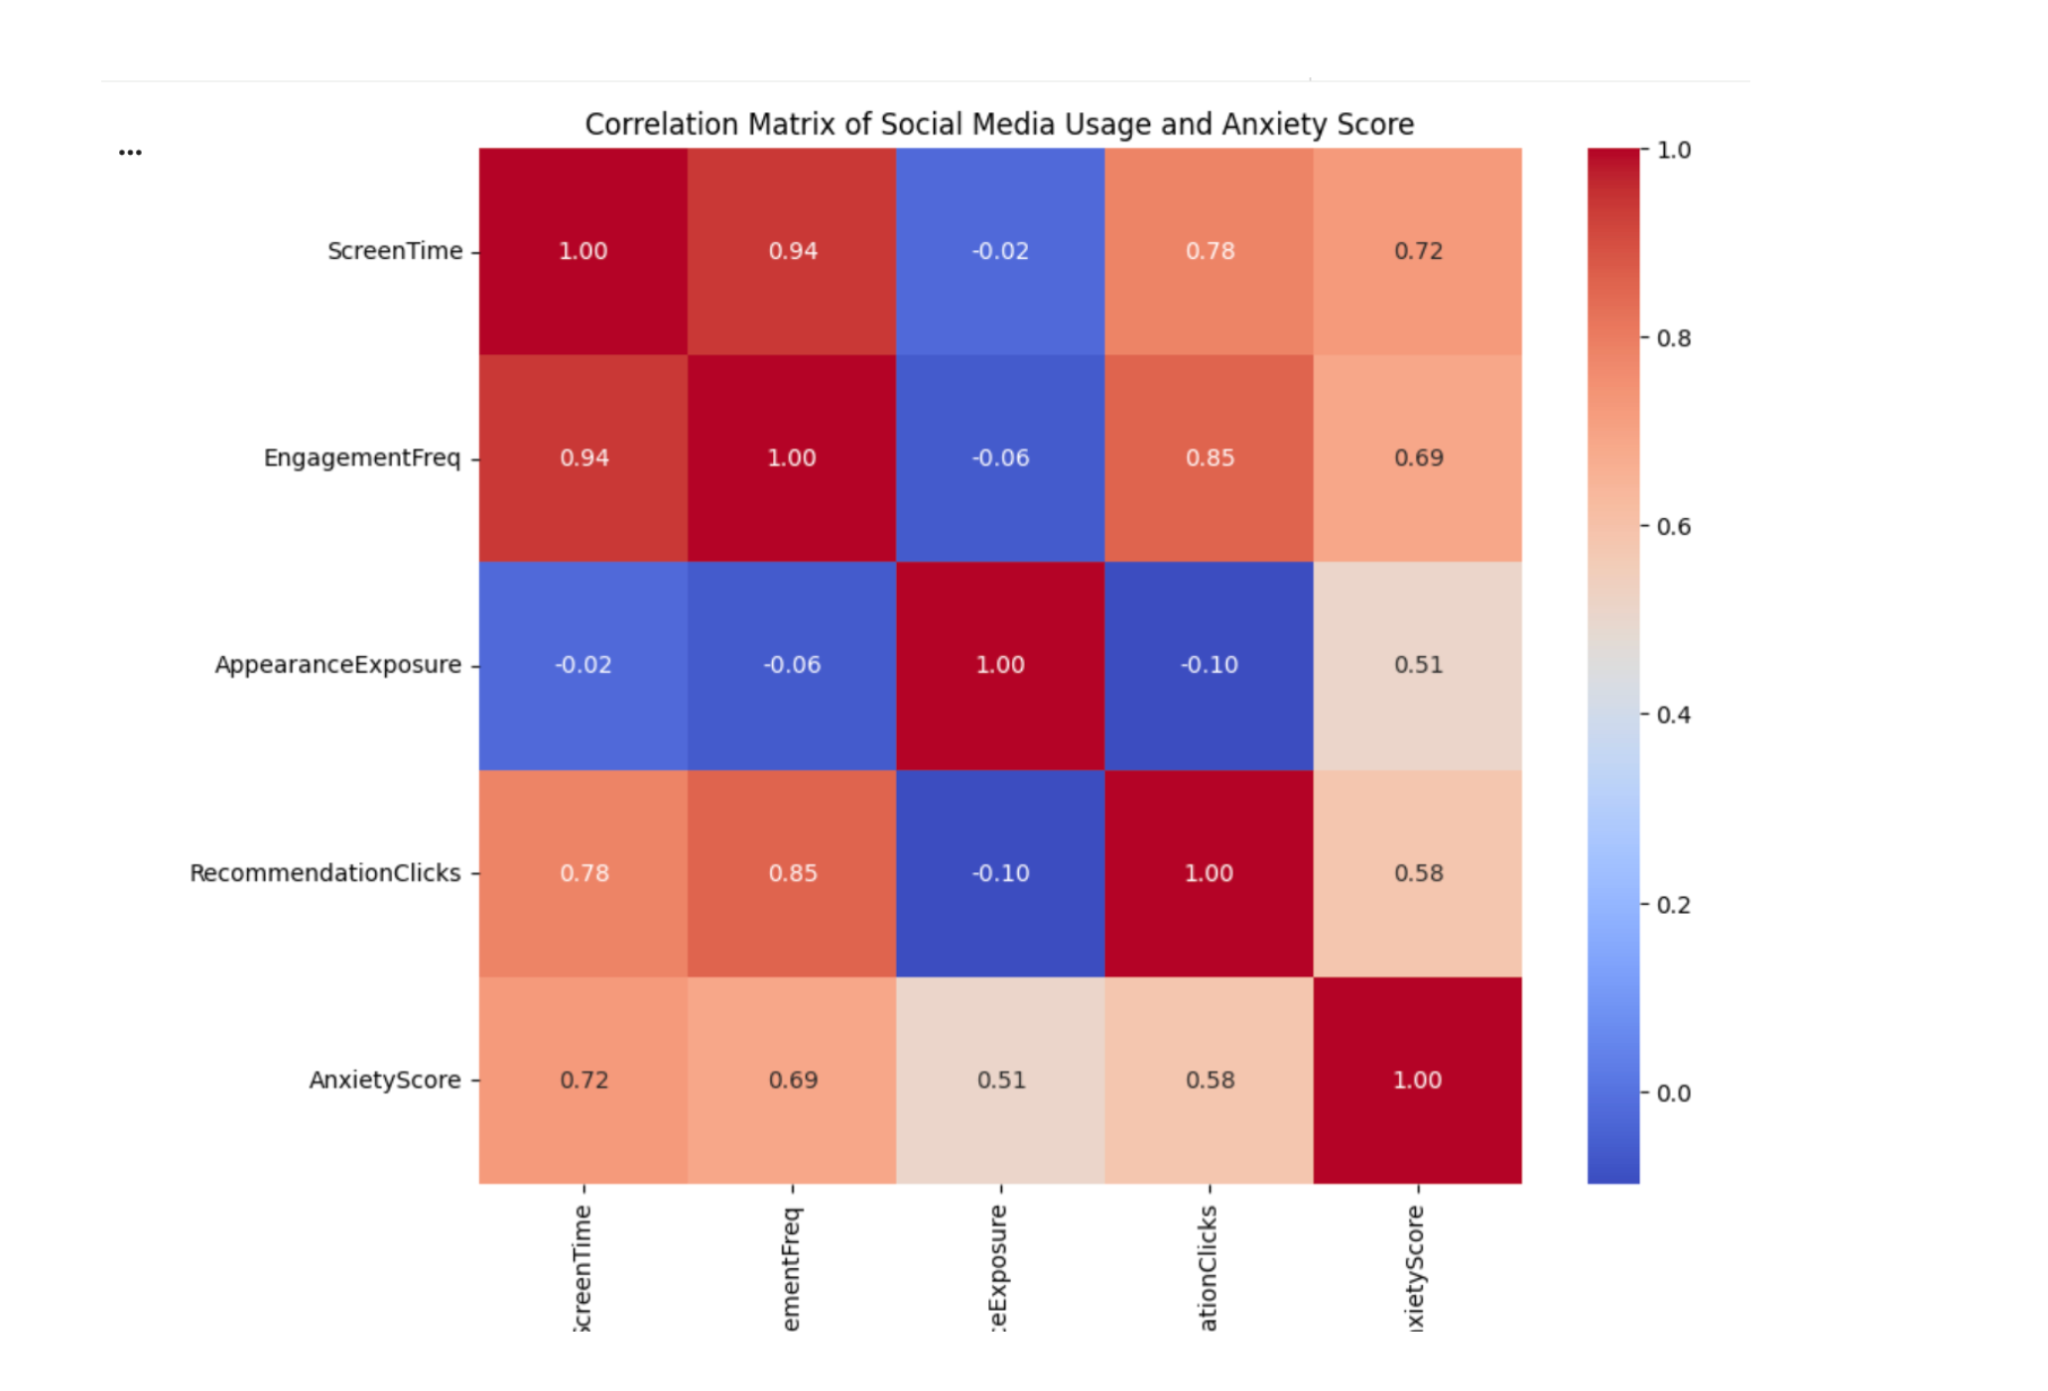 Correlation Matrix of Social Media Usage and Anxiety Score
...
1.0
ScreenTime 1.00 0.94 -0.02 0.78 0.72
0.8
EngagementFreq 0.94 1.00 -0.06 0.85 0.69
0.6
AppearanceExposure -0.02 -0.06 1.00 -0.10 0.51
0.4
RecommendationClicks 0.78 0.85 -0.10 1.00 0.58
0.2
AnxietyScore 0.72 0.69 0.51 0.58 1.00
0.0
ScreenTime
ementFreq
ceExposure
ationClicks
nxietyScore